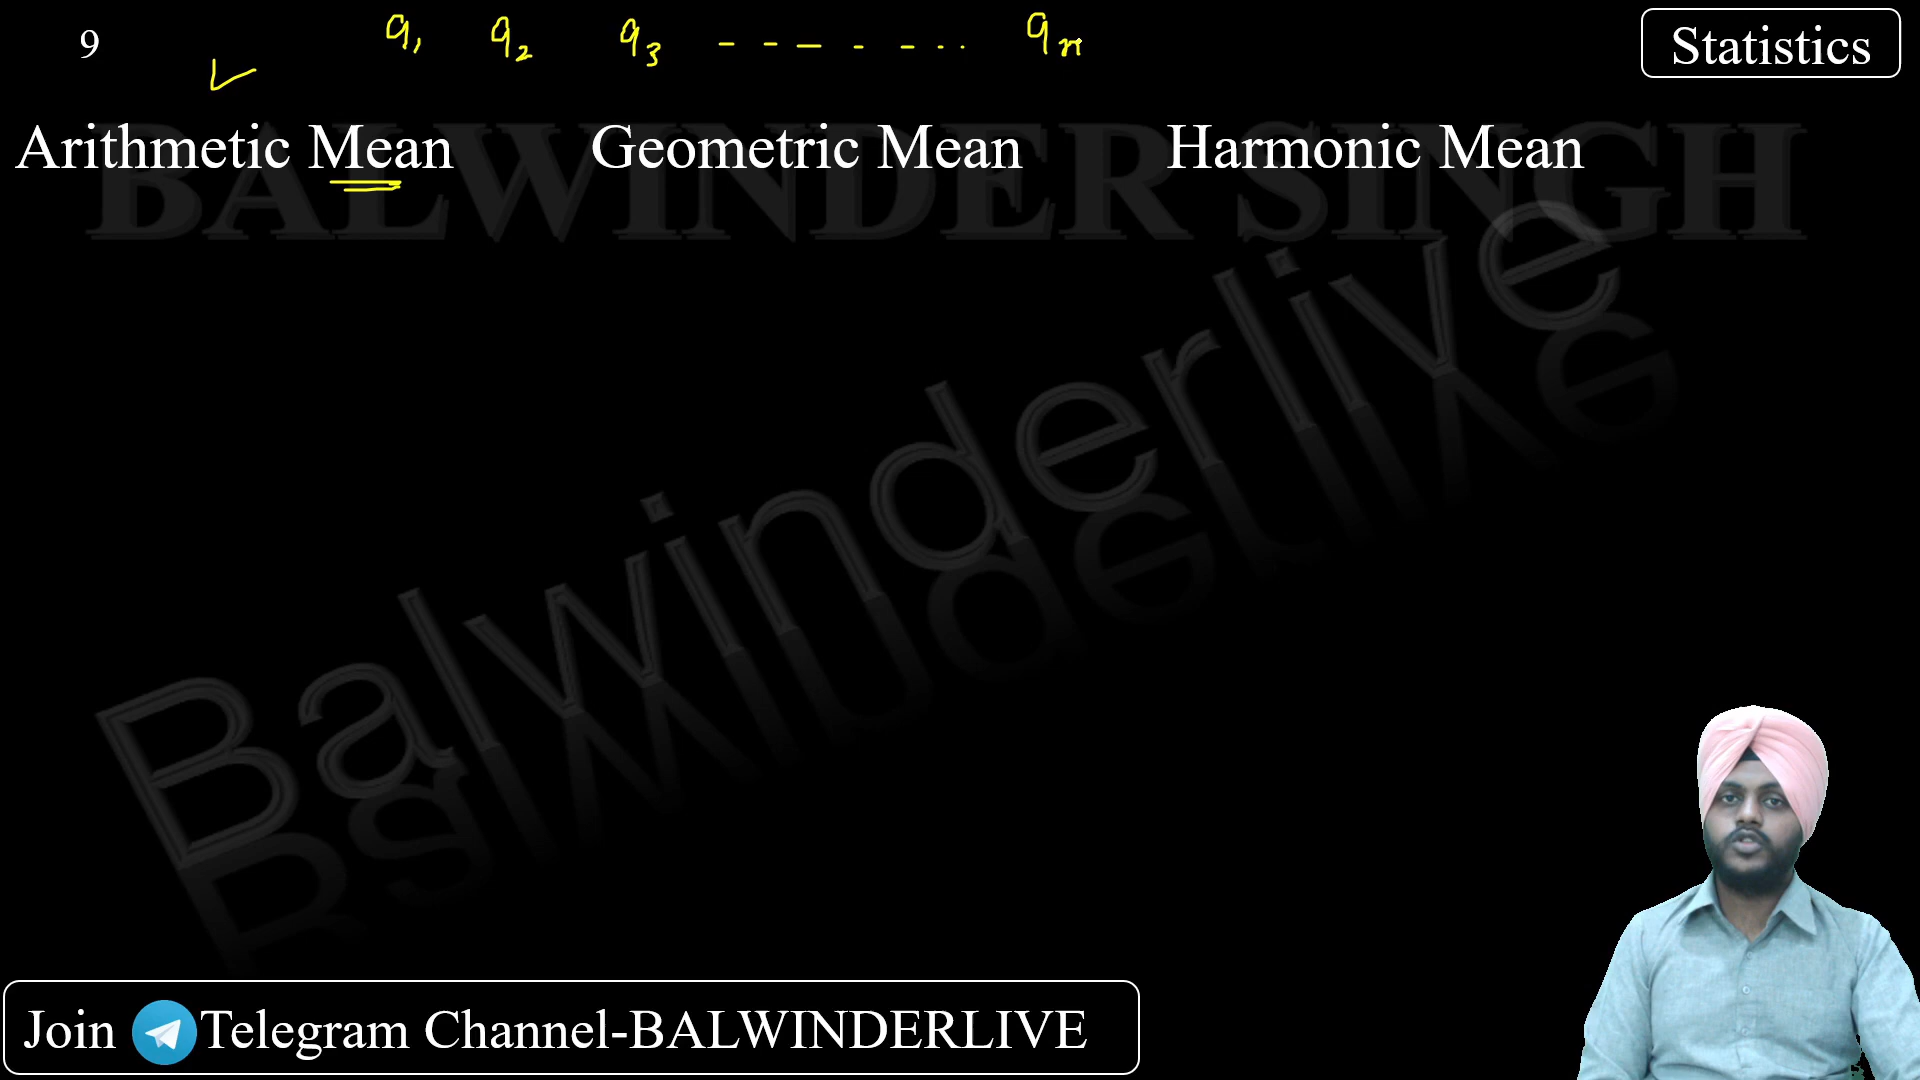 9 a1 a2 a3 - - - - - · · an Statistics
Arithmetic Mean Geometric Mean Harmonic Mean
BALWINDER SINGH
Balwinderlive
Join Telegram Channel-BALWINDERLIVE